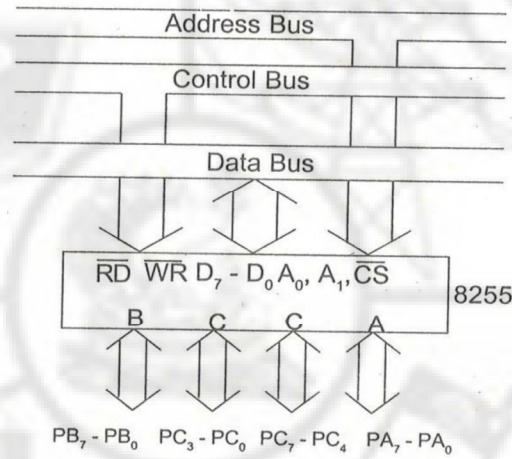 Address Bus
Control Bus
Data Bus
RD WR D7 - D0 A0, A1, CS
8255
B C C A
PB7 - PB0 PC3 - PC0 PC7 - PC4 PA7 - PA0